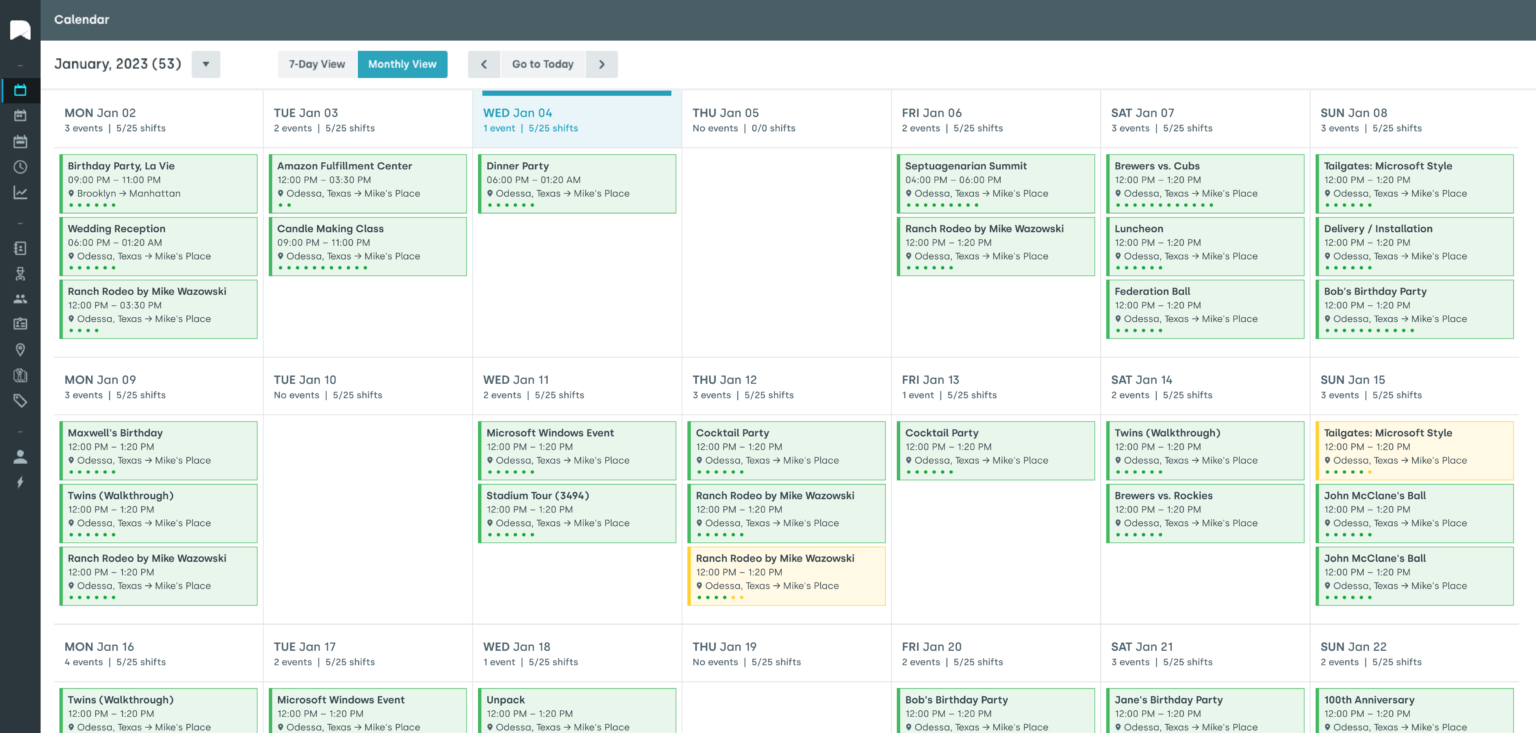 Calendar
January, 2023 (53)
7-Day View
Monthly View
Go to Today
MON Jan 02
3 events | 5/25 shifts
TUE Jan 03
2 events | 5/25 shifts
WED Jan 04
1 event | 5/25 shifts
THU Jan 05
No events | 0/0 shifts
FRI Jan 06
2 events | 5/25 shifts
SAT Jan 07
3 events | 5/25 shifts
SUN Jan 08
3 events | 5/25 shifts
Birthday Party, La Vie
09:00 PM – 11:00 PM
Brooklyn → Manhattan
Wedding Reception
06:00 PM – 01:20 AM
Odessa, Texas → Mike's Place
Ranch Rodeo by Mike Wazowski
12:00 PM – 03:30 PM
Odessa, Texas → Mike's Place
Amazon Fulfillment Center
12:00 PM – 03:30 PM
Odessa, Texas → Mike's Place
Candle Making Class
09:00 PM – 11:00 PM
Odessa, Texas → Mike's Place
Dinner Party
06:00 PM – 01:20 AM
Odessa, Texas → Mike's Place
Septuagenarian Summit
04:00 PM – 06:00 PM
Odessa, Texas → Mike's Place
Ranch Rodeo by Mike Wazowski
12:00 PM – 1:20 PM
Odessa, Texas → Mike's Place
Brewers vs. Cubs
12:00 PM – 1:20 PM
Odessa, Texas → Mike's Place
Luncheon
12:00 PM – 1:20 PM
Odessa, Texas → Mike's Place
Federation Ball
12:00 PM – 1:20 PM
Odessa, Texas → Mike's Place
Tailgates: Microsoft Style
12:00 PM – 1:20 PM
Odessa, Texas → Mike's Place
Delivery / Installation
12:00 PM – 1:20 PM
Odessa, Texas → Mike's Place
Bob's Birthday Party
12:00 PM – 1:20 PM
Odessa, Texas → Mike's Place
MON Jan 09
3 events | 5/25 shifts
TUE Jan 10
No events | 5/25 shifts
WED Jan 11
2 events | 5/25 shifts
THU Jan 12
3 events | 5/25 shifts
FRI Jan 13
1 event | 5/25 shifts
SAT Jan 14
2 events | 5/25 shifts
SUN Jan 15
3 events | 5/25 shifts
Maxwell's Birthday
12:00 PM – 1:20 PM
Odessa, Texas → Mike's Place
Twins (Walkthrough)
12:00 PM – 1:20 PM
Odessa, Texas → Mike's Place
Ranch Rodeo by Mike Wazowski
12:00 PM – 1:20 PM
Odessa, Texas → Mike's Place
Microsoft Windows Event
12:00 PM – 1:20 PM
Odessa, Texas → Mike's Place
Stadium Tour (3494)
12:00 PM – 1:20 PM
Odessa, Texas → Mike's Place
Cocktail Party
12:00 PM – 1:20 PM
Odessa, Texas → Mike's Place
Ranch Rodeo by Mike Wazowski
12:00 PM – 1:20 PM
Odessa, Texas → Mike's Place
Ranch Rodeo by Mike Wazowski
12:00 PM – 1:20 PM
Odessa, Texas → Mike's Place
Cocktail Party
12:00 PM – 1:20 PM
Odessa, Texas → Mike's Place
Twins (Walkthrough)
12:00 PM – 1:20 PM
Odessa, Texas → Mike's Place
Brewers vs. Rockies
12:00 PM – 1:20 PM
Odessa, Texas → Mike's Place
Tailgates: Microsoft Style
12:00 PM – 1:20 PM
Odessa, Texas → Mike's Place
John McClane's Ball
12:00 PM – 1:20 PM
Odessa, Texas → Mike's Place
John McClane's Ball
12:00 PM – 1:20 PM
Odessa, Texas → Mike's Place
MON Jan 16
4 events | 5/25 shifts
TUE Jan 17
2 events | 5/25 shifts
WED Jan 18
1 event | 5/25 shifts
THU Jan 19
No events | 5/25 shifts
FRI Jan 20
2 events | 5/25 shifts
SAT Jan 21
3 events | 5/25 shifts
SUN Jan 22
2 events | 5/25 shifts
Twins (Walkthrough)
12:00 PM – 1:20 PM
Odessa, Texas → Mike's Place
Microsoft Windows Event
12:00 PM – 1:20 PM
Odessa, Texas → Mike's Place
Unpack
12:00 PM – 1:20 PM
Odessa, Texas → Mike's Place
Bob's Birthday Party
12:00 PM – 1:20 PM
Odessa, Texas → Mike's Place
Jane's Birthday Party
12:00 PM – 1:20 PM
Odessa, Texas → Mike's Place
100th Anniversary
12:00 PM – 1:20 PM
Odessa, Texas → Mike's Place